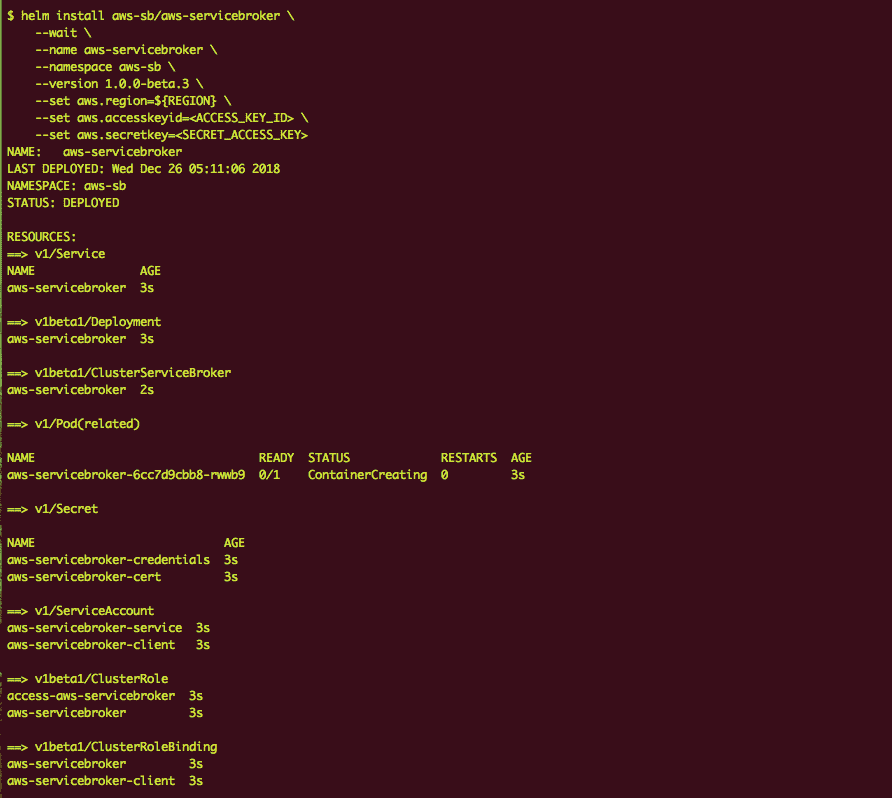 $ helm install aws-sb/aws-servicebroker \
    --wait \
    --name aws-servicebroker \
    --namespace aws-sb \
    --version 1.0.0-beta.3 \
    --set aws.region=${REGION} \
    --set aws.accesskeyid=<ACCESS_KEY_ID> \
    --set aws.secretkey=<SECRET_ACCESS_KEY>
NAME:   aws-servicebroker
LAST DEPLOYED: Wed Dec 26 05:11:06 2018
NAMESPACE: aws-sb
STATUS: DEPLOYED

RESOURCES:
==> v1/Service
NAME               AGE
aws-servicebroker  3s

==> v1beta1/Deployment
aws-servicebroker  3s

==> v1beta1/ClusterServiceBroker
aws-servicebroker  2s

==> v1/Pod(related)

NAME                                READY  STATUS             RESTARTS  AGE
aws-servicebroker-6cc7d9cbb8-rwwb9  0/1    ContainerCreating  0         3s

==> v1/Secret

NAME                           AGE
aws-servicebroker-credentials  3s
aws-servicebroker-cert         3s

==> v1/ServiceAccount
aws-servicebroker-service  3s
aws-servicebroker-client   3s

==> v1beta1/ClusterRole
access-aws-servicebroker  3s
aws-servicebroker         3s

==> v1beta1/ClusterRoleBinding
aws-servicebroker         3s
aws-servicebroker-client  3s